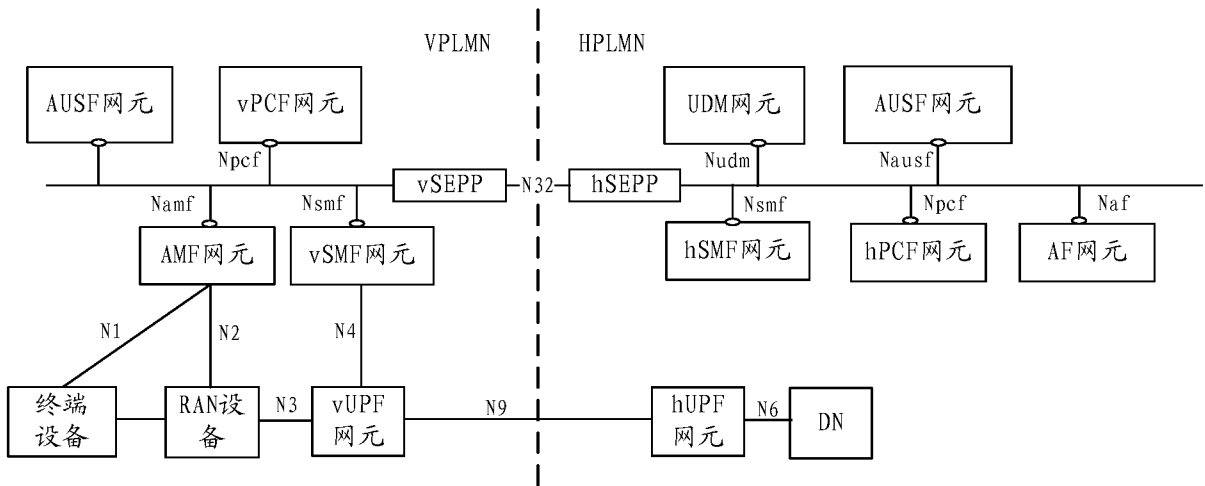 VPLMN
HPLMN
AUSF网元
vPCF网元
UDM网元
AUSF网元
Npcf
Nudm
Nausf
vSEPP
N32
hSEPP
Namf
Nsmf
Nsmf
Npcf
Naf
AMF网元
vSMF网元
hSMF网元
hPCF网元
AF网元
N1
N2
N4
终端
设备
RAN设
备
N3
vUPF
网元
N9
hUPF
网元
N6
DN